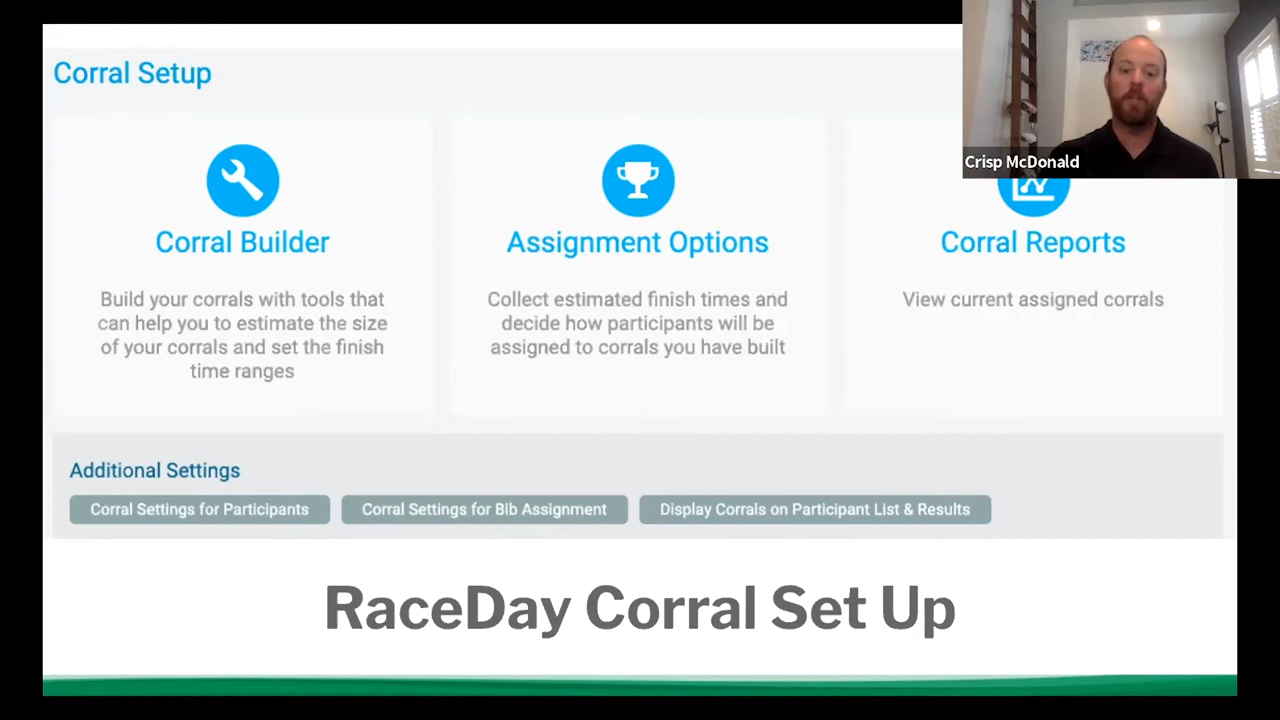 Corral Setup
Crisp McDonald
Corral Builder
Build your corrals with tools that
can help you to estimate the size
of your corrals and set the finish
time ranges
Assignment Options
Collect estimated finish times and
decide how participants will be
assigned to corrals you have built
Corral Reports
View current assigned corrals
Additional Settings
Corral Settings for Participants
Corral Settings for Bib Assignment
Display Corrals on Participant List & Results
RaceDay Corral Set Up